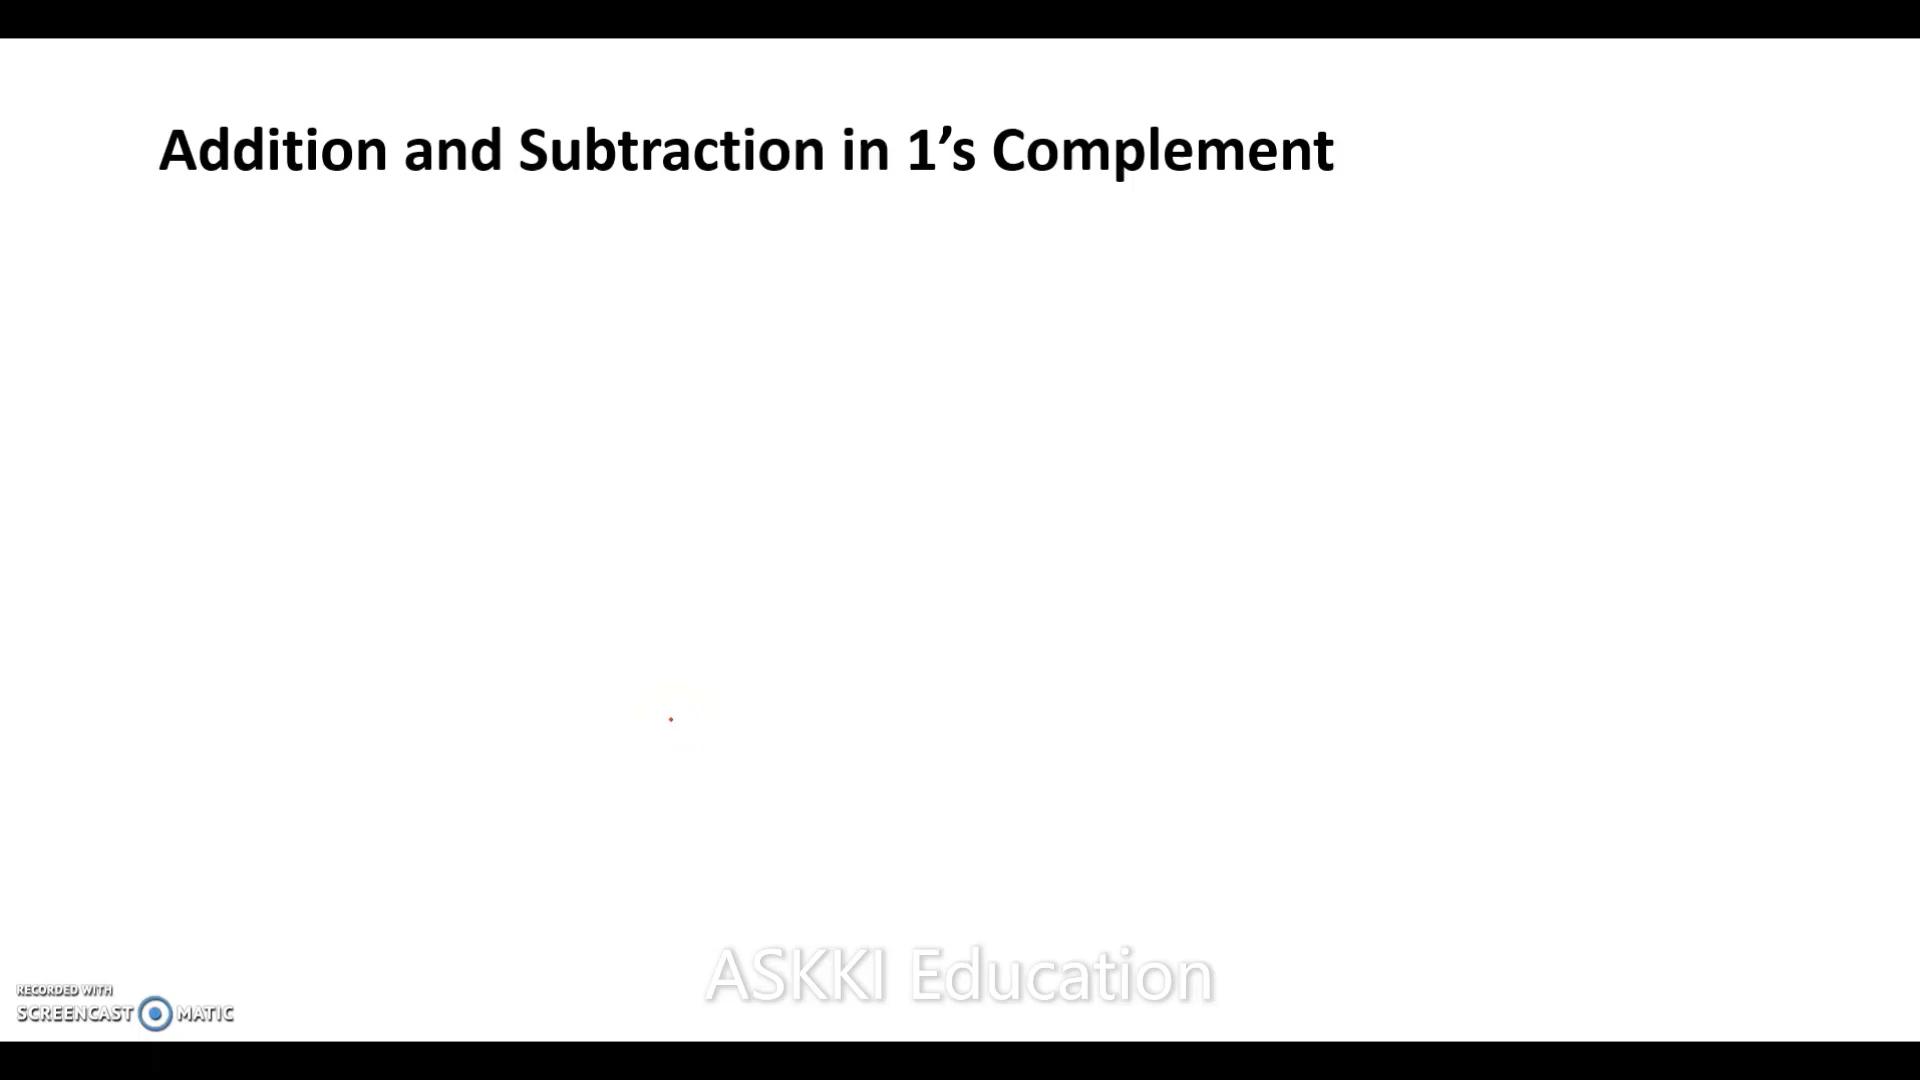 Addition and Subtraction in 1’s Complement
ASKKI Education
RECORDED WITH
SCREENCAST MATIC